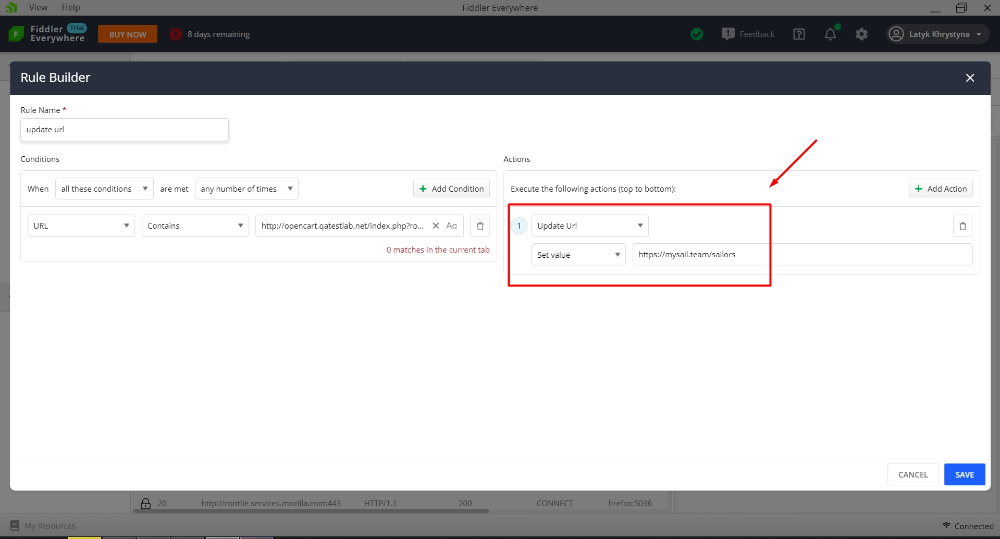 View Help Fiddler Everywhere
Fiddler Everywhere Trial BUY NOW 8 days remaining Feedback Latyk Khrystyna
Rule Builder
Rule Name *
update url
Conditions
When all these conditions are met any number of times Add Condition
URL Contains http://opencart.qatestlab.net/index.php?ro... Aa
0 matches in the current tab
Actions
Execute the following actions (top to bottom): Add Action
1 Update Url
Set value https://mysail.team/sailors
CANCEL SAVE
20 http://contile.services.mozilla.com:443 HTTP/1.1 200 CONNECT firefox:5036
My Resources Connected